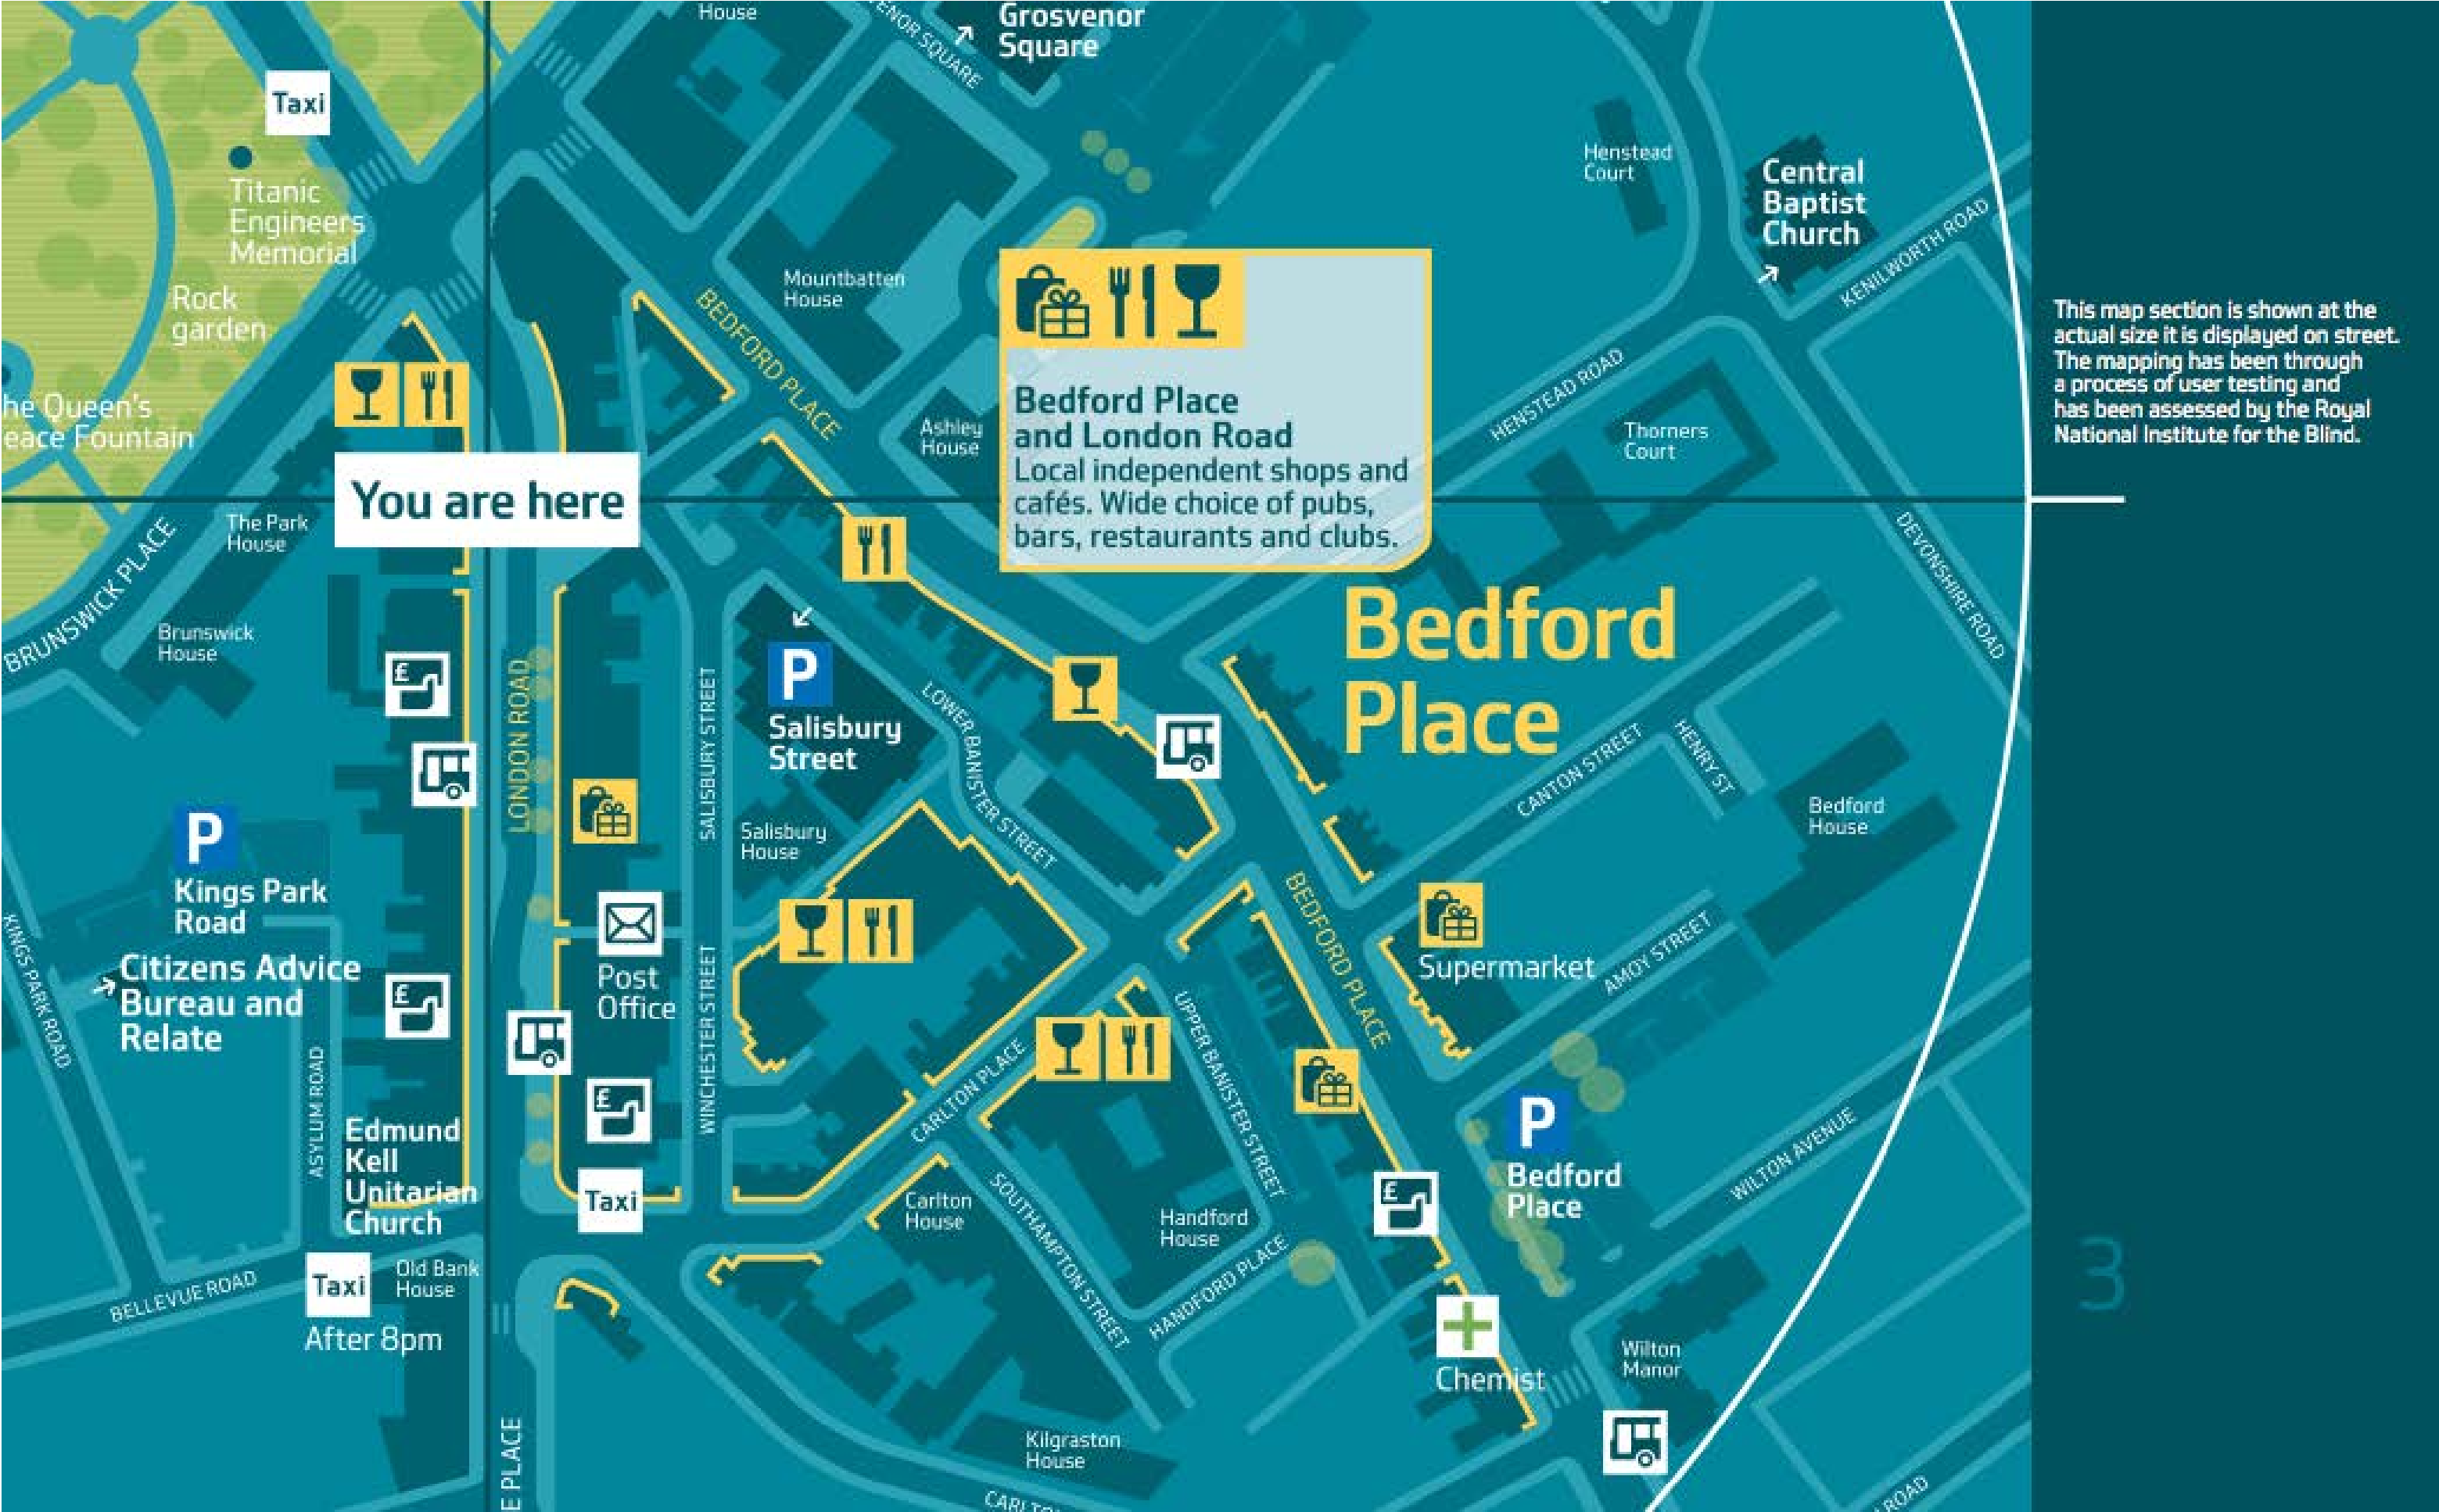 House
Grosvenor
Square
ENOR SQUARE
Taxi
Titanic
Engineers
Memorial
Rock
garden
he Queen's
eace Fountain
Mountbatten
House
BEDFORD PLACE
Ashley
House
Bedford Place
and London Road
Local independent shops and
cafés. Wide choice of pubs,
bars, restaurants and clubs.
Henstead
Court
Central
Baptist
Church
KENILWORTH ROAD
HENSTEAD ROAD
Thorners
Court
DEVONSHIRE ROAD
This map section is shown at the
actual size it is displayed on street.
The mapping has been through
a process of user testing and
has been assessed by the Royal
National Institute for the Blind.
You are here
The Park
House
BRUNSWICK PLACE
Brunswick
House
£
LONDON ROAD
SALISBURY STREET
P
Salisbury
Street
LOWER BANISTER STREET
Bedford
Place
CANTON STREET
HENRY ST
Bedford
House
P
Kings Park
Road
Salisbury
House
KINGS PARK ROAD
Citizens Advice
Bureau and
Relate
£
Post
Office
WINCHESTER STREET
BEDFORD PLACE
Supermarket
AMOY STREET
ASYLUM ROAD
£
CARLTON PLACE
UPPER BANISTER STREET
P
Bedford
Place
WILTON AVENUE
Edmund
Kell
Unitarian
Church
Taxi
Carlton
House
SOUTHAMPTON STREET
Handford
House
£
HANDFORD PLACE
BELLEVUE ROAD
Taxi
After 8pm
Old Bank
House
Chemist
Wilton
Manor
3
E PLACE
Kilgraston
House
CARLTO
ROAD